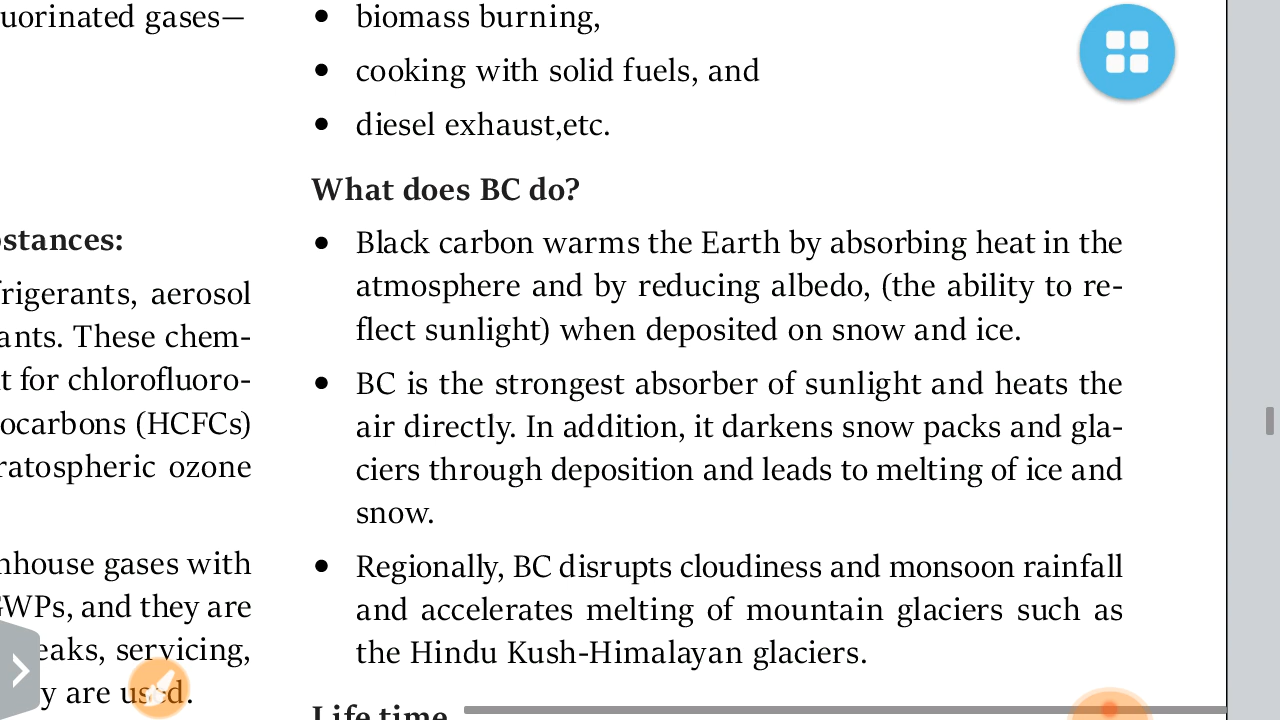 uorinated gases—
bstances:
frigerants, aerosol
ants. These chem-
t for chlorofluoro-
ocarbons (HCFCs)
ratospheric ozone
nhouse gases with
GWPs, and they are
eaks, servicing,
y are used.
• biomass burning,
• cooking with solid fuels, and
• diesel exhaust,etc.
What does BC do?
• Black carbon warms the Earth by absorbing heat in the
atmosphere and by reducing albedo, (the ability to re-
flect sunlight) when deposited on snow and ice.
• BC is the strongest absorber of sunlight and heats the
air directly. In addition, it darkens snow packs and gla-
ciers through deposition and leads to melting of ice and
snow.
• Regionally, BC disrupts cloudiness and monsoon rainfall
and accelerates melting of mountain glaciers such as
the Hindu Kush-Himalayan glaciers.
Life time